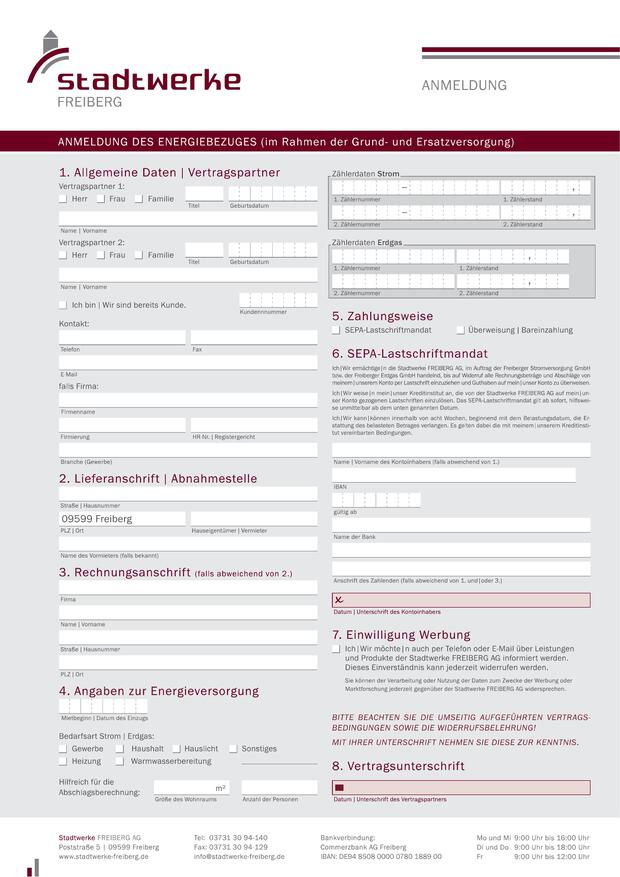 stadtwerke
FREIBERG
ANMELDUNG
ANMELDUNG DES ENERGIEBEZUGES (im Rahmen der Grund- und Ersatzversorgung)
1. Allgemeine Daten | Vertragspartner
Vertragspartner 1:
Herr Frau Familie
Titel Geburtsdatum
Name | Vorname
Vertragspartner 2:
Herr Frau Familie
Titel Geburtsdatum
Name | Vorname
Ich bin | Wir sind bereits Kunde.
Kundennnummer
Kontakt:
Telefon Fax
E-Mail
falls Firma:
Firmenname
Firmierung HR Nr. | Registergericht
Branche (Gewerbe)
2. Lieferanschrift | Abnahmestelle
Straße | Hausnummer
09599 Freiberg
PLZ | Ort Hauseigentümer | Vermieter
Name des Vormieters (falls bekannt)
3. Rechnungsanschrift (falls abweichend von 2.)
Firma
Name | Vorname
Straße | Hausnummer
PLZ | Ort
4. Angaben zur Energieversorgung
Mietbeginn | Datum des Einzugs
Bedarfsart Strom | Erdgas:
Gewerbe Haushalt Hauslicht Sonstiges
Heizung Warmwasserbereitung
Hilfreich für die
Abschlagsberechnung:
m²
Größe des Wohnraums Anzahl der Personen
Zählerdaten Strom
1. Zählernummer 1. Zählerstand
2. Zählernummer 2. Zählerstand
Zählerdaten Erdgas
1. Zählernummer 1. Zählerstand
2. Zählernummer 2. Zählerstand
5. Zahlungsweise
SEPA-Lastschriftmandat Überweisung | Bareinzahlung
6. SEPA-Lastschriftmandat
Ich|Wir ermächtige|n die Stadtwerke FREIBERG AG, im Auftrag der Freiberger Stromversorgung GmbH
bzw. der Freiberger Erdgas GmbH handelnd, bis auf Widerruf alle Rechnungsbeträge und Abschläge von
meinem|unserem Konto per Lastschrift einzuziehen und Guthaben auf mein|unser Konto zu überweisen.
Ich|Wir weise|n mein|unser Kreditinstitut an, die von der Stadtwerke FREIBERG AG auf mein|un-
ser Konto gezogenen Lastschriften einzulösen. Das SEPA-Lastschriftmandat gilt ab sofort, hilfswei-
se unmittelbar ab dem unten genannten Datum.
Ich|Wir kann|können innerhalb von acht Wochen, beginnend mit dem Belastungsdatum, die Er-
stattung des belasteten Betrages verlangen. Es gelten dabei die mit meinem|unserem Kreditinsti-
tut vereinbarten Bedingungen.
Name | Vorname des Kontoinhabers (falls abweichend von 1.)
IBAN
gültig ab
Name der Bank
Anschrift des Zahlenden (falls abweichend von 1. und|oder 3.)
x
Datum | Unterschrift des Kontoinhabers
7. Einwilligung Werbung
Ich|Wir möchte|n auch per Telefon oder E-Mail über Leistungen
und Produkte der Stadtwerke FREIBERG AG informiert werden.
Dieses Einverständnis kann jederzeit widerrufen werden.
Sie können der Verarbeitung oder Nutzung der Daten zum Zwecke der Werbung oder
Marktforschung jederzeit gegenüber der Stadtwerke FREIBERG AG widersprechen.
BITTE BEACHTEN SIE DIE UMSEITIG AUFGEFÜHRTEN VERTRAGS-
BEDINGUNGEN SOWIE DIE WIDERRUFSBELEHRUNG!
MIT IHRER UNTERSCHRIFT NEHMEN SIE DIESE ZUR KENNTNIS.
8. Vertragsunterschrift
Datum | Unterschrift des Vertragspartners
Stadtwerke FREIBERG AG
Poststraße 5 | 09599 Freiberg
www.stadtwerke-freiberg.de
Tel: 03731 30 94-140
Fax: 03731 30 94-129
info@stadtwerke-freiberg.de
Bankverbindung:
Commerzbank AG Freiberg
IBAN: DE94 8508 0000 0780 1889 00
Mo und Mi 9:00 Uhr bis 16:00 Uhr
Di und Do 9:00 Uhr bis 18:00 Uhr
Fr 9:00 Uhr bis 12:00 Uhr